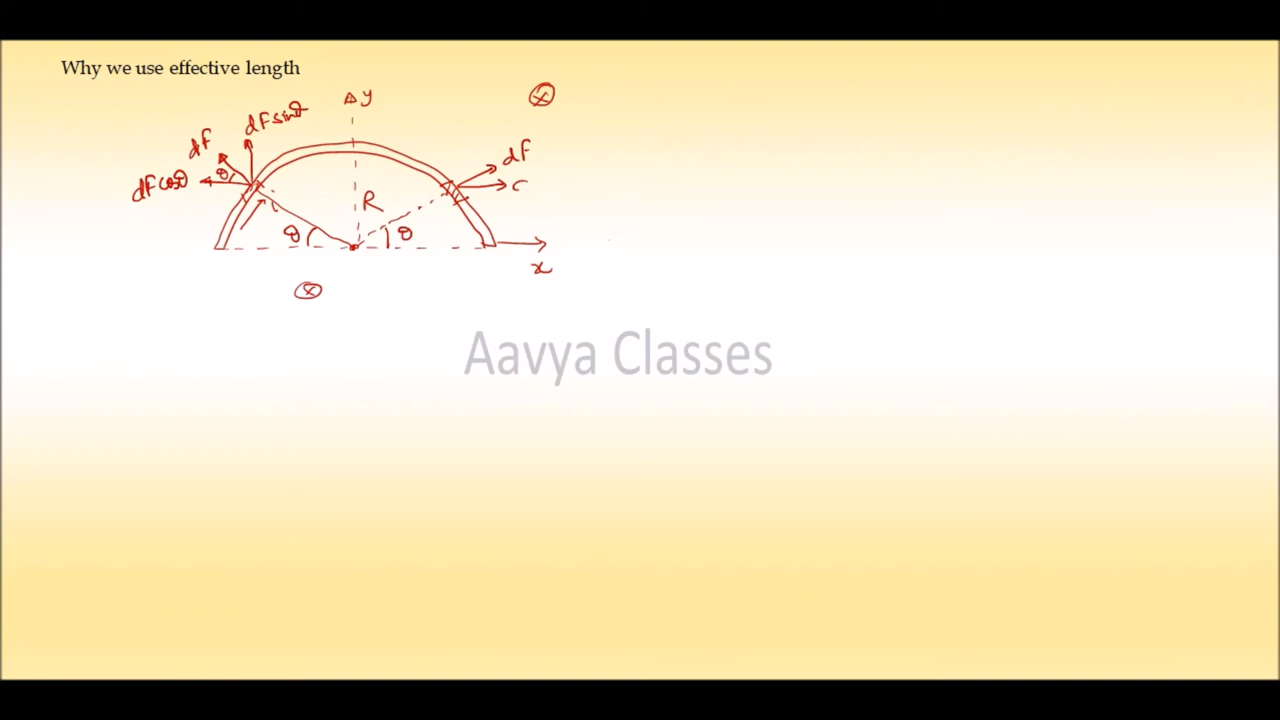 Why we use effective length
y
dF sinθ
dF
dF cosθ
θ
dF
R
θ
θ
x
Aavya Classes